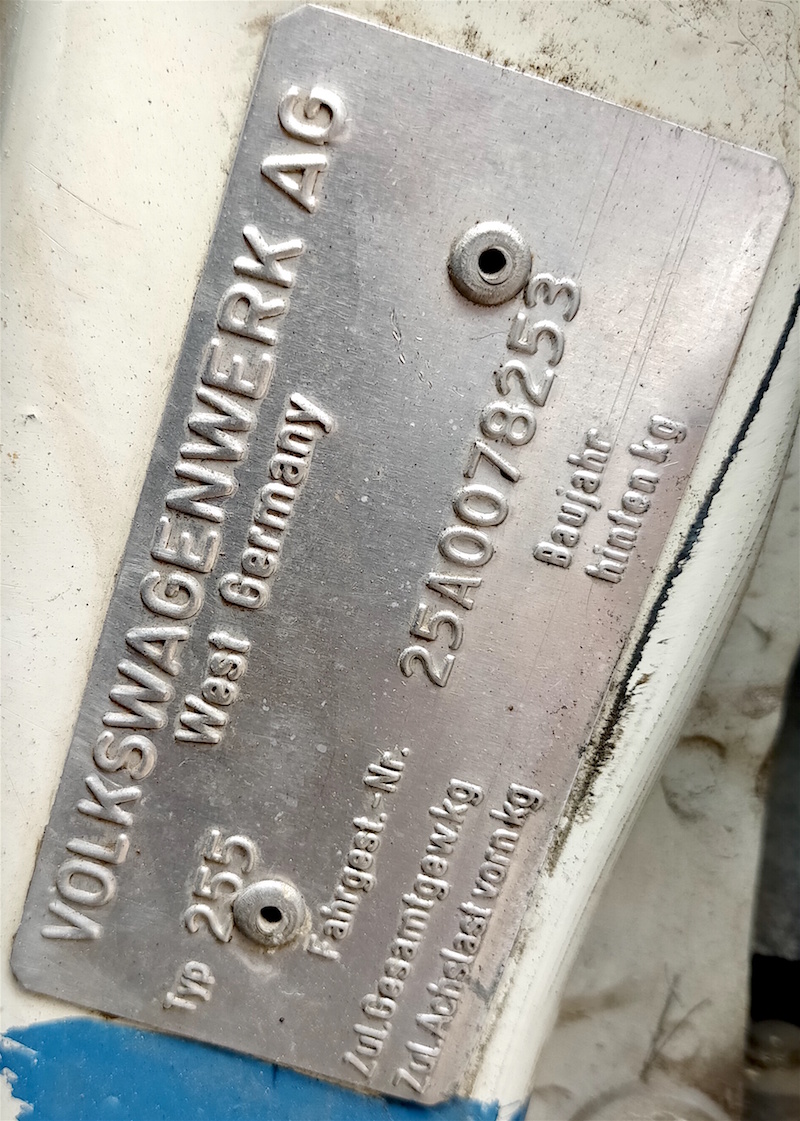 VOLKSWAGENWERK AG
West Germany
Typ 255
Fahrgest.-Nr. 25A0078253
Zul.Gesamtgew.kg Baujahr
Zul.Achslast vorn kg hinten kg